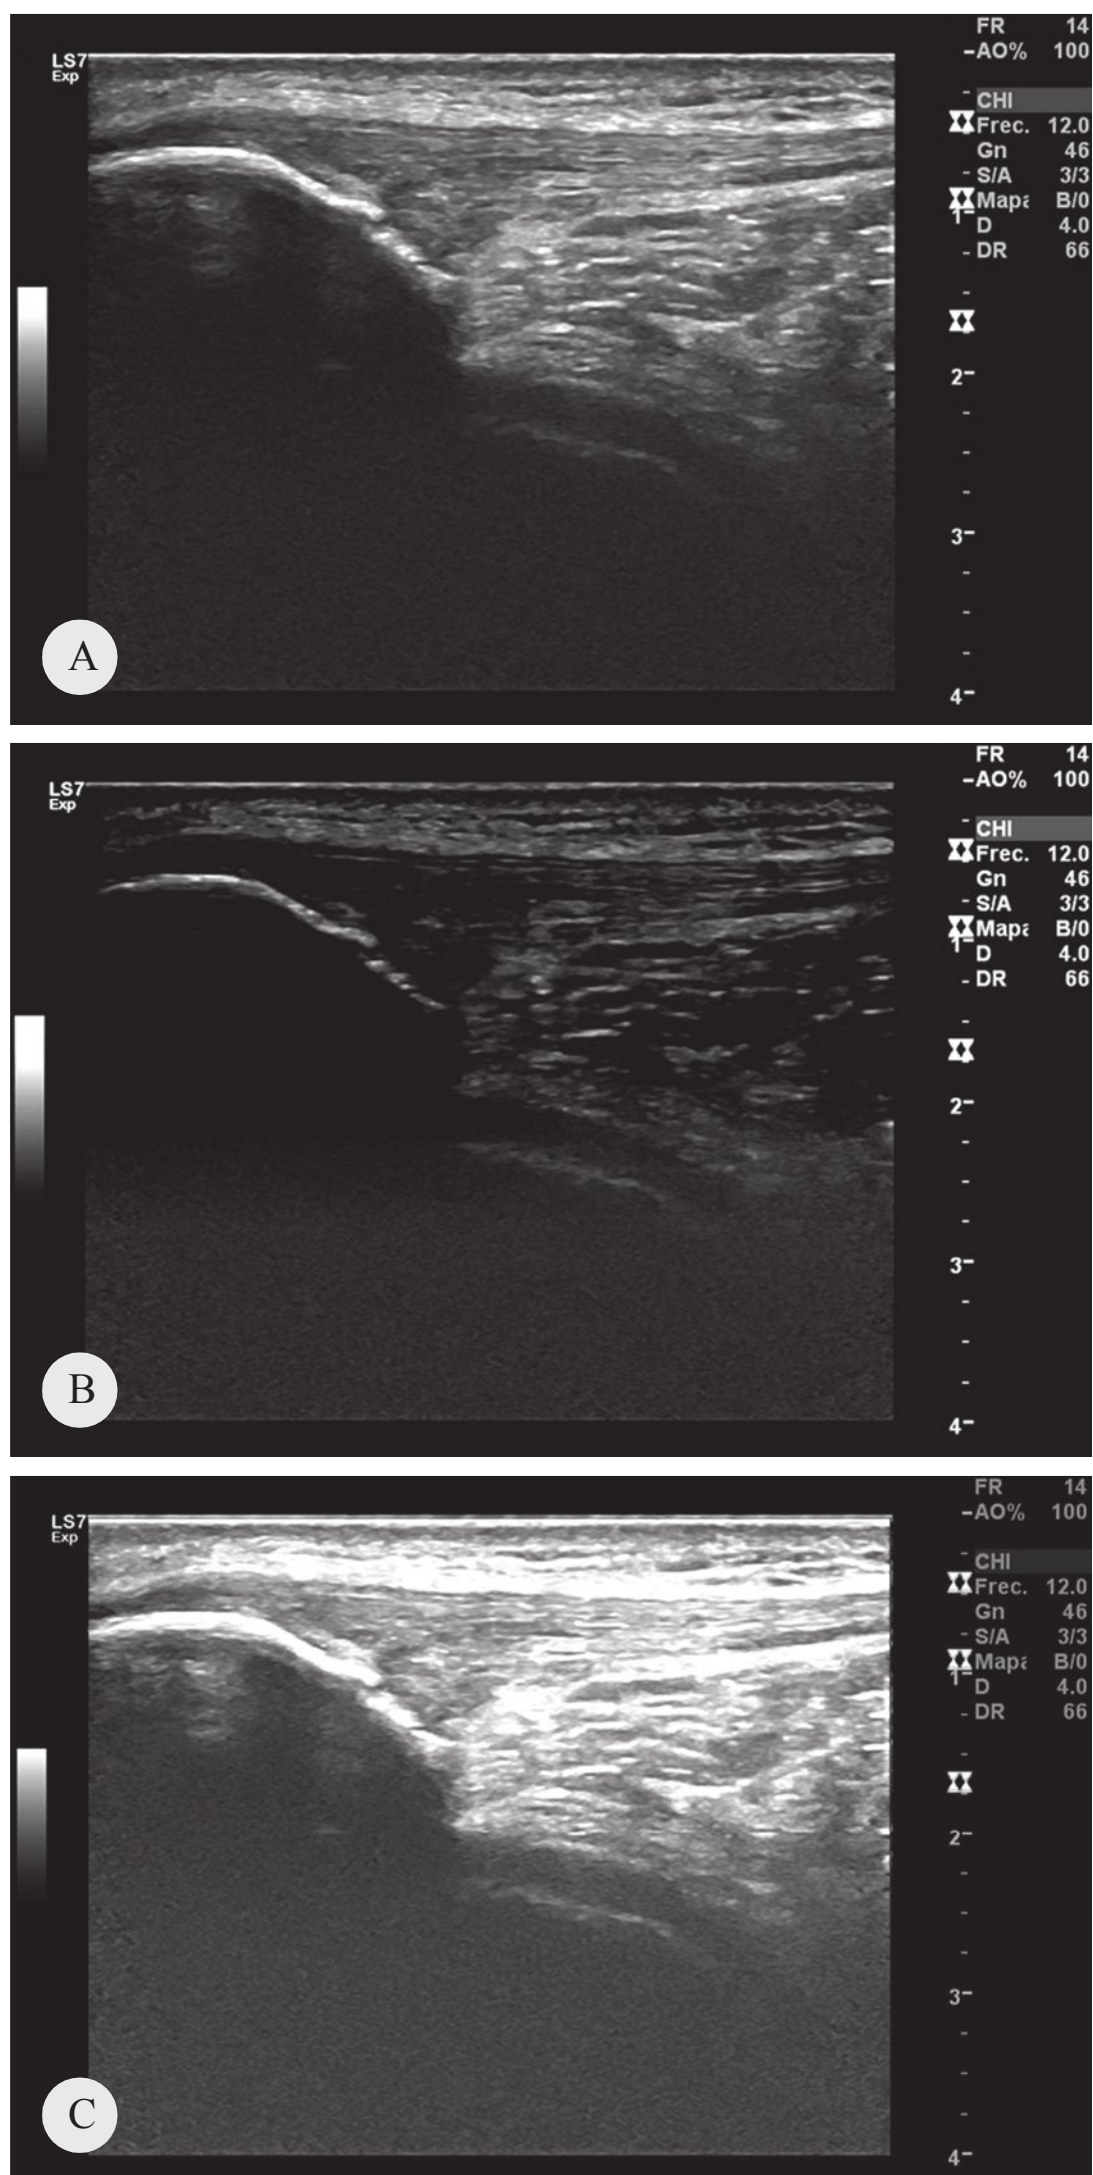 FR 14
AO% 100
LS7
Exp
CHI
Frec. 12.0
Gn 46
S/A 3/3
Mapa B/0
1
D 4.0
DR 66
2
3
A
4
FR 14
AO% 100
LS7
Exp
CHI
Frec. 12.0
Gn 46
S/A 3/3
Mapa B/0
1
D 4.0
DR 66
2
3
B
4
FR 14
AO% 100
LS7
Exp
CHI
Frec. 12.0
Gn 46
S/A 3/3
Mapa B/0
1
D 4.0
DR 66
2
3
C
4